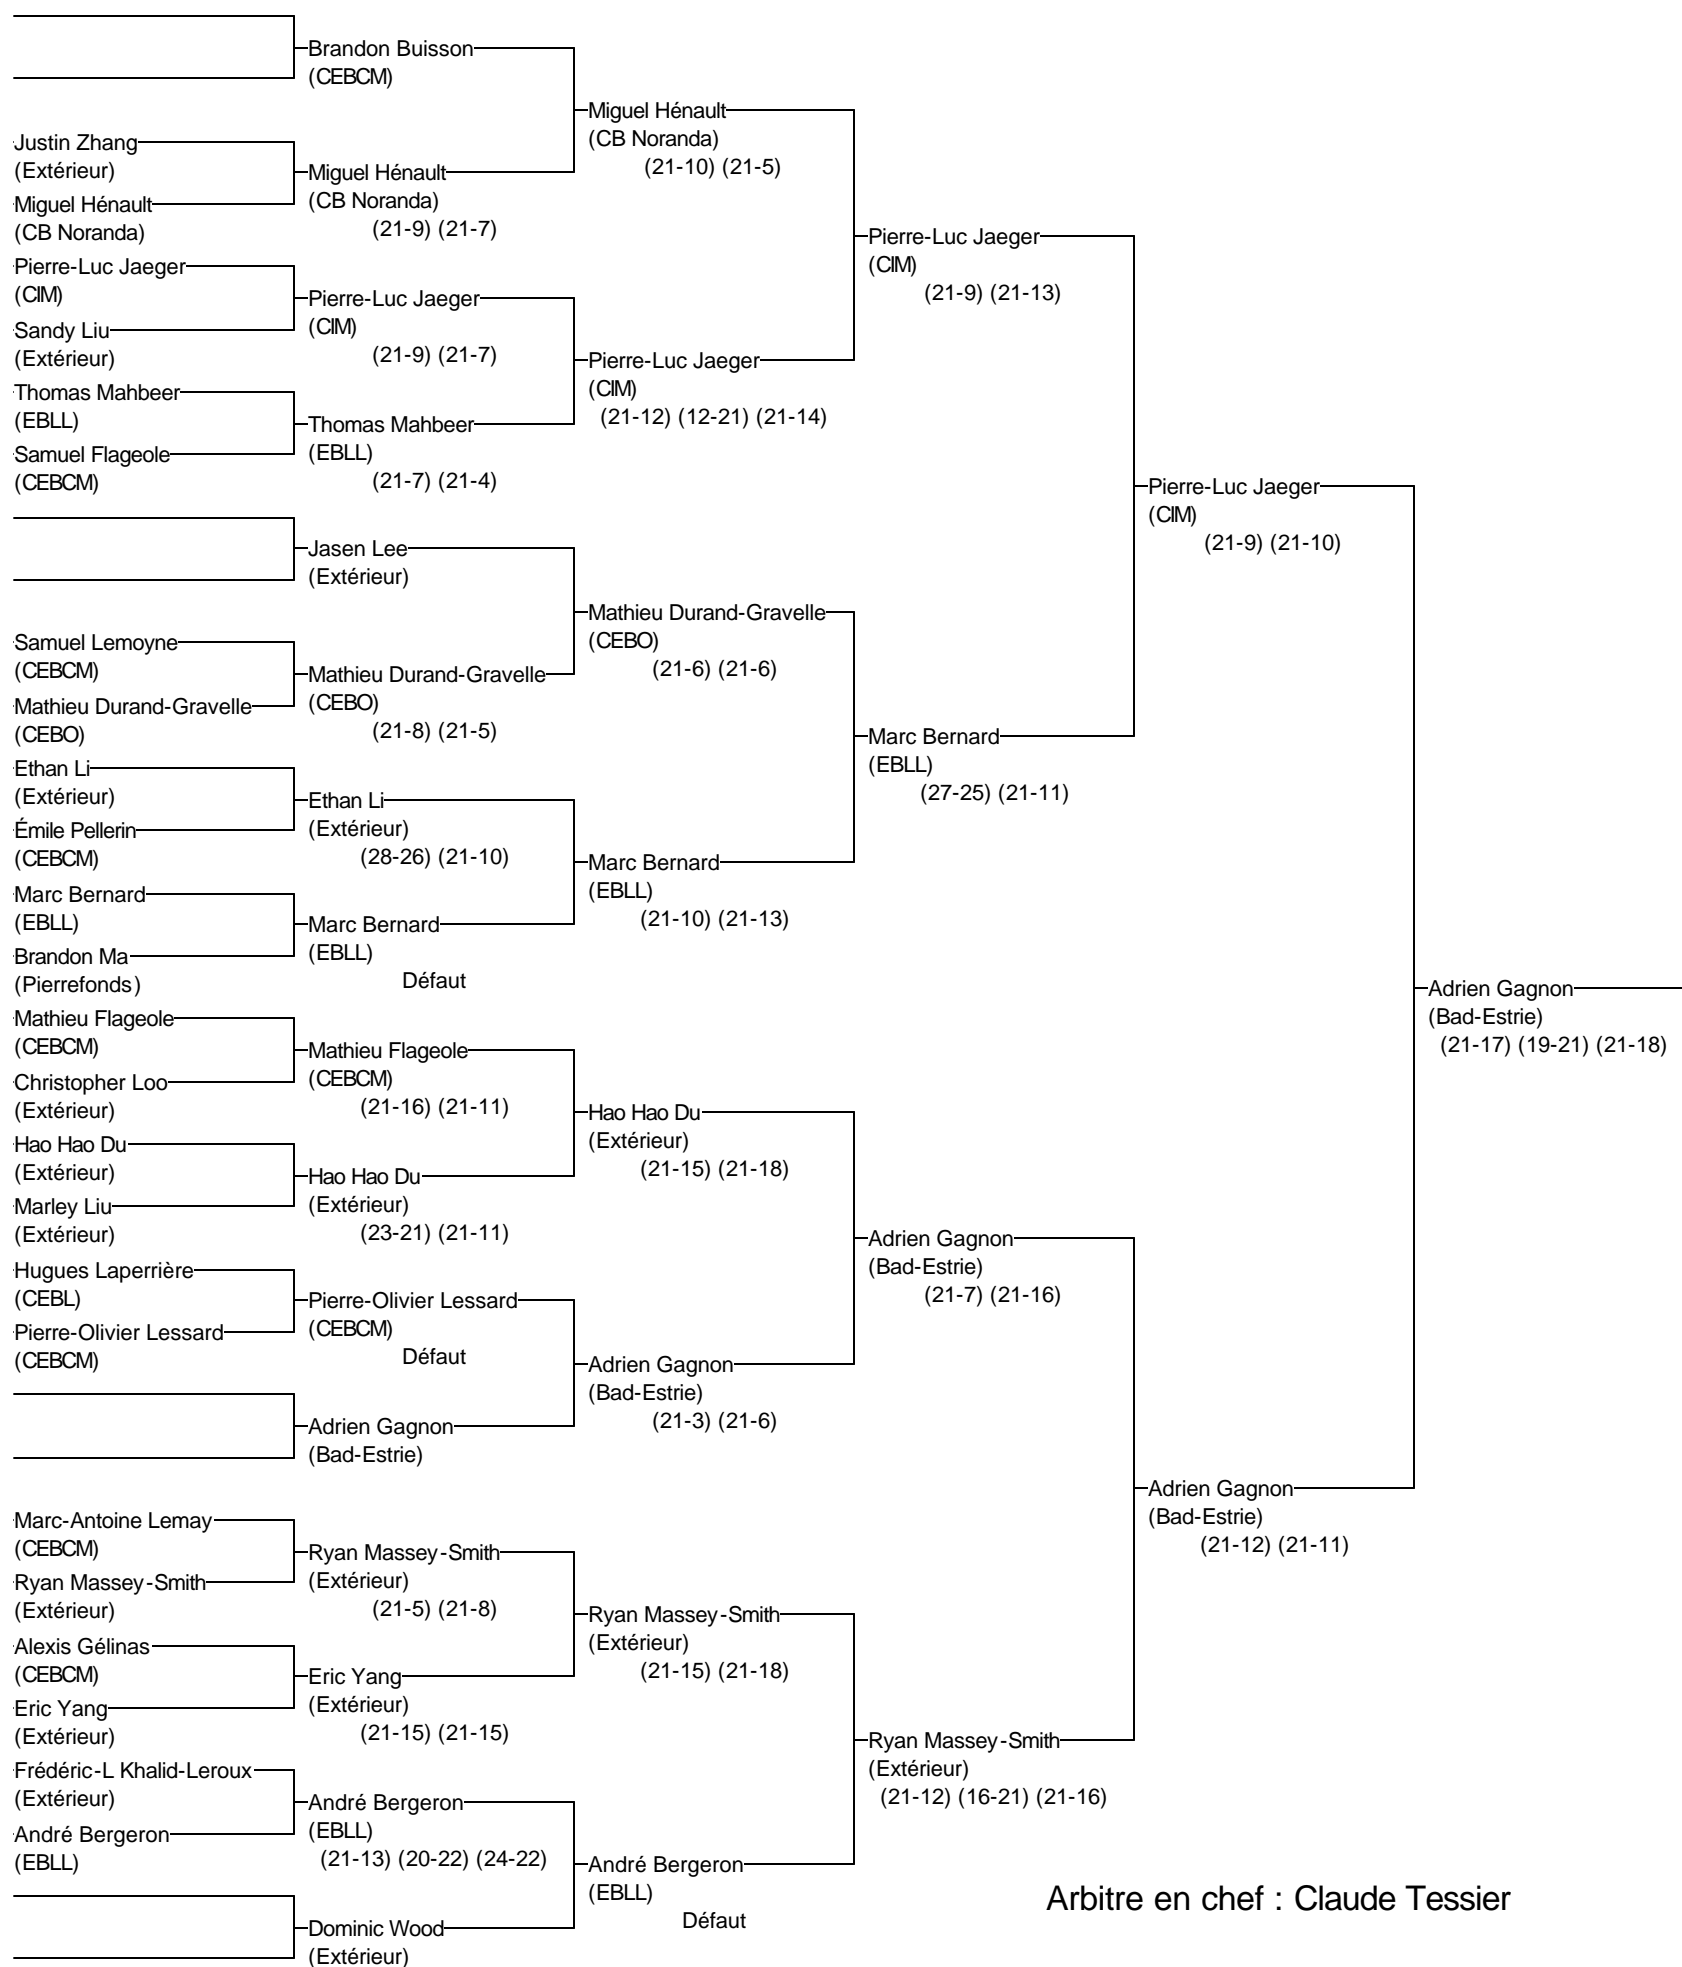 Brandon Buisson
(CEBCM)
Miguel Hénault
(CB Noranda)
(21-10) (21-5)
Justin Zhang
(Extérieur)
Miguel Hénault
(CB Noranda)
(21-9) (21-7)
Miguel Hénault
(CB Noranda)
Pierre-Luc Jaeger
(CIM)
(21-9) (21-13)
Pierre-Luc Jaeger
(CIM)
Pierre-Luc Jaeger
(CIM)
(21-9) (21-7)
Sandy Liu
(Extérieur)
Pierre-Luc Jaeger
(CIM)
(21-12) (12-21) (21-14)
Thomas Mahbeer
(EBLL)
Thomas Mahbeer
(EBLL)
(21-7) (21-4)
Samuel Flageole
(CEBCM)
Pierre-Luc Jaeger
(CIM)
(21-9) (21-10)
Jasen Lee
(Extérieur)
Mathieu Durand-Gravelle
(CEBO)
(21-6) (21-6)
Samuel Lemoyne
(CEBCM)
Mathieu Durand-Gravelle
(CEBO)
(21-8) (21-5)
Mathieu Durand-Gravelle
(CEBO)
Marc Bernard
(EBLL)
(27-25) (21-11)
Ethan Li
(Extérieur)
Ethan Li
(Extérieur)
(28-26) (21-10)
Émile Pellerin
(CEBCM)
Marc Bernard
(EBLL)
(21-10) (21-13)
Marc Bernard
(EBLL)
Marc Bernard
(EBLL)
Défaut
Brandon Ma
(Pierrefonds)
Adrien Gagnon
(Bad-Estrie)
(21-17) (19-21) (21-18)
Mathieu Flageole
(CEBCM)
Mathieu Flageole
(CEBCM)
(21-16) (21-11)
Christopher Loo
(Extérieur)
Hao Hao Du
(Extérieur)
(21-15) (21-18)
Hao Hao Du
(Extérieur)
Hao Hao Du
(Extérieur)
(23-21) (21-11)
Marley Liu
(Extérieur)
Adrien Gagnon
(Bad-Estrie)
(21-7) (21-16)
Hugues Laperrière
(CEBL)
Pierre-Olivier Lessard
(CEBCM)
Défaut
Pierre-Olivier Lessard
(CEBCM)
Adrien Gagnon
(Bad-Estrie)
(21-3) (21-6)
Adrien Gagnon
(Bad-Estrie)
Adrien Gagnon
(Bad-Estrie)
(21-12) (21-11)
Marc-Antoine Lemay
(CEBCM)
Ryan Massey-Smith
(Extérieur)
(21-5) (21-8)
Ryan Massey-Smith
(Extérieur)
Ryan Massey-Smith
(Extérieur)
(21-15) (21-18)
Alexis Gélinas
(CEBCM)
Eric Yang
(Extérieur)
(21-15) (21-15)
Eric Yang
(Extérieur)
Ryan Massey-Smith
(Extérieur)
(21-12) (16-21) (21-16)
Frédéric-L Khalid-Leroux
(Extérieur)
André Bergeron
(EBLL)
(21-13) (20-22) (24-22)
André Bergeron
(EBLL)
André Bergeron
(EBLL)
Défaut
Dominic Wood
(Extérieur)
Arbitre en chef : Claude Tessier